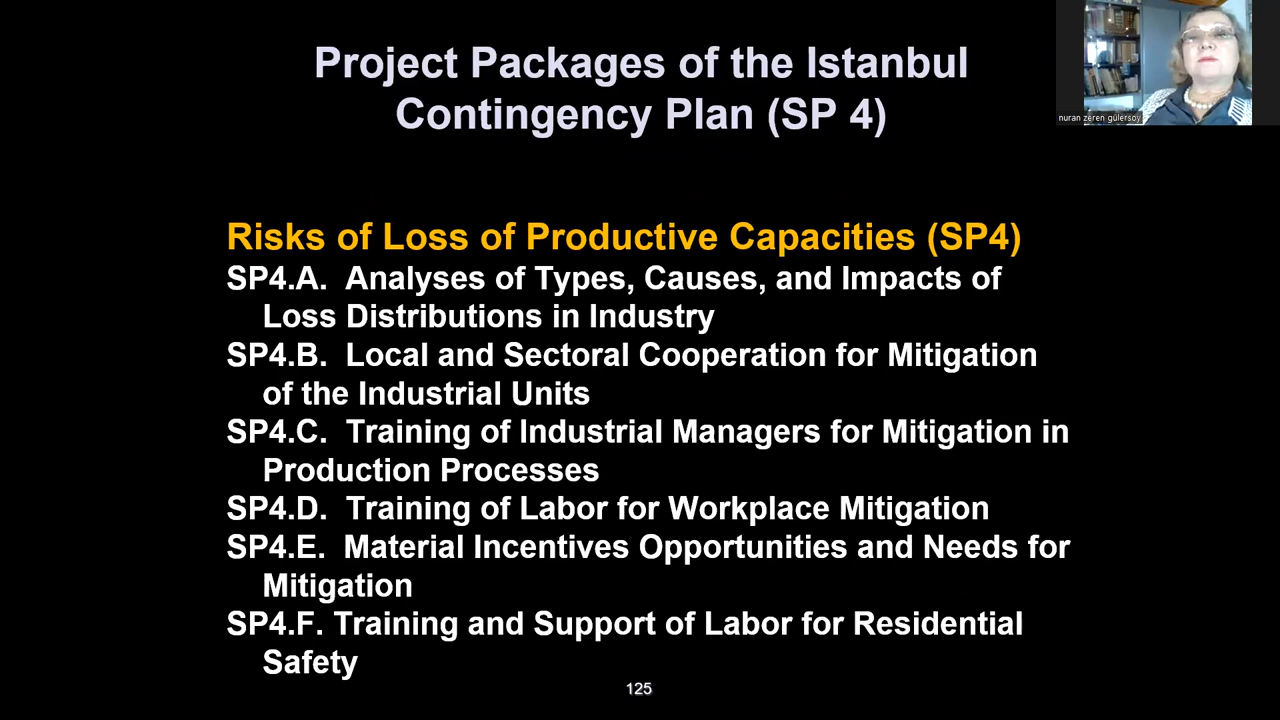 Project Packages of the Istanbul
Contingency Plan (SP 4)
nuran zeren gülersoy
Risks of Loss of Productive Capacities (SP4)
SP4.A. Analyses of Types, Causes, and Impacts of
Loss Distributions in Industry
SP4.B. Local and Sectoral Cooperation for Mitigation
of the Industrial Units
SP4.C. Training of Industrial Managers for Mitigation in
Production Processes
SP4.D. Training of Labor for Workplace Mitigation
SP4.E. Material Incentives Opportunities and Needs for
Mitigation
SP4.F. Training and Support of Labor for Residential
Safety
125